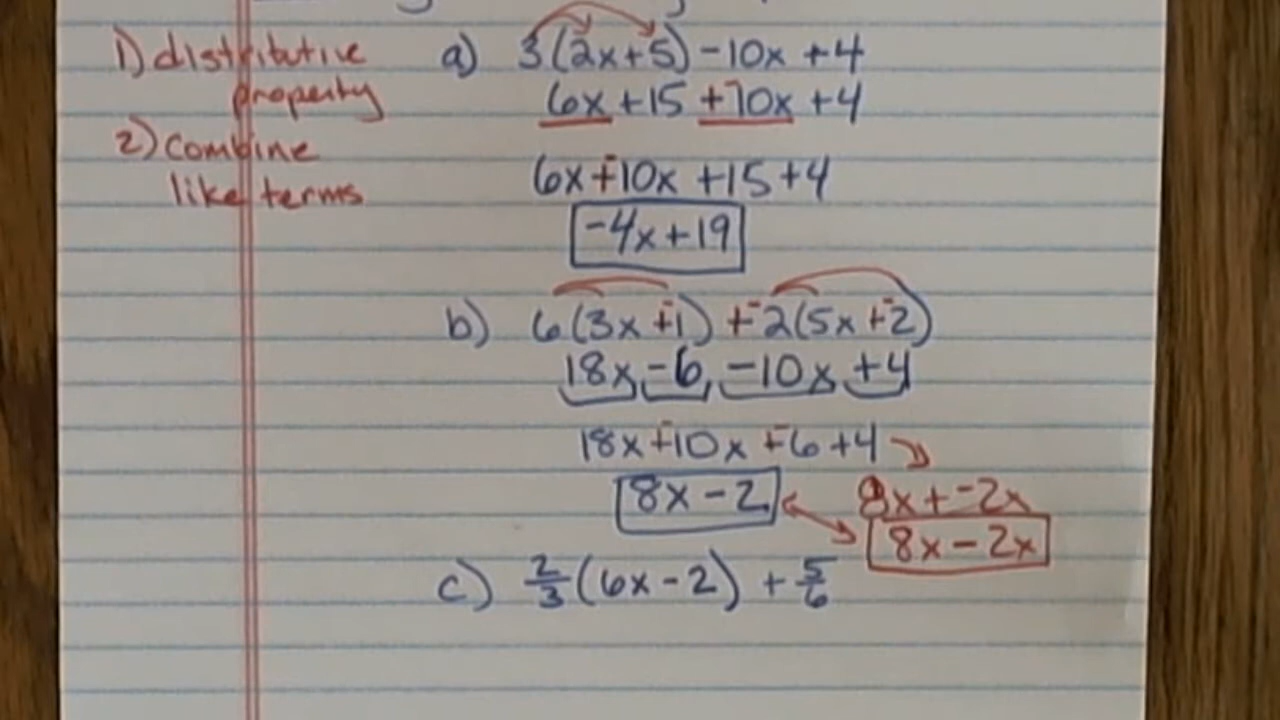 1) distributive property
2) combine like terms
a) 3(2x+5) -10x +4
6x +15 +-10x +4
6x+-10x +15+4
-4x+19
b) 6(3x+-1) +-2(5x+-2)
18x -6 -10x +4
18x+-10x +-6+4
8x-2
8x+-2x
8x-2x
c) 2/3(6x-2) + 5/6